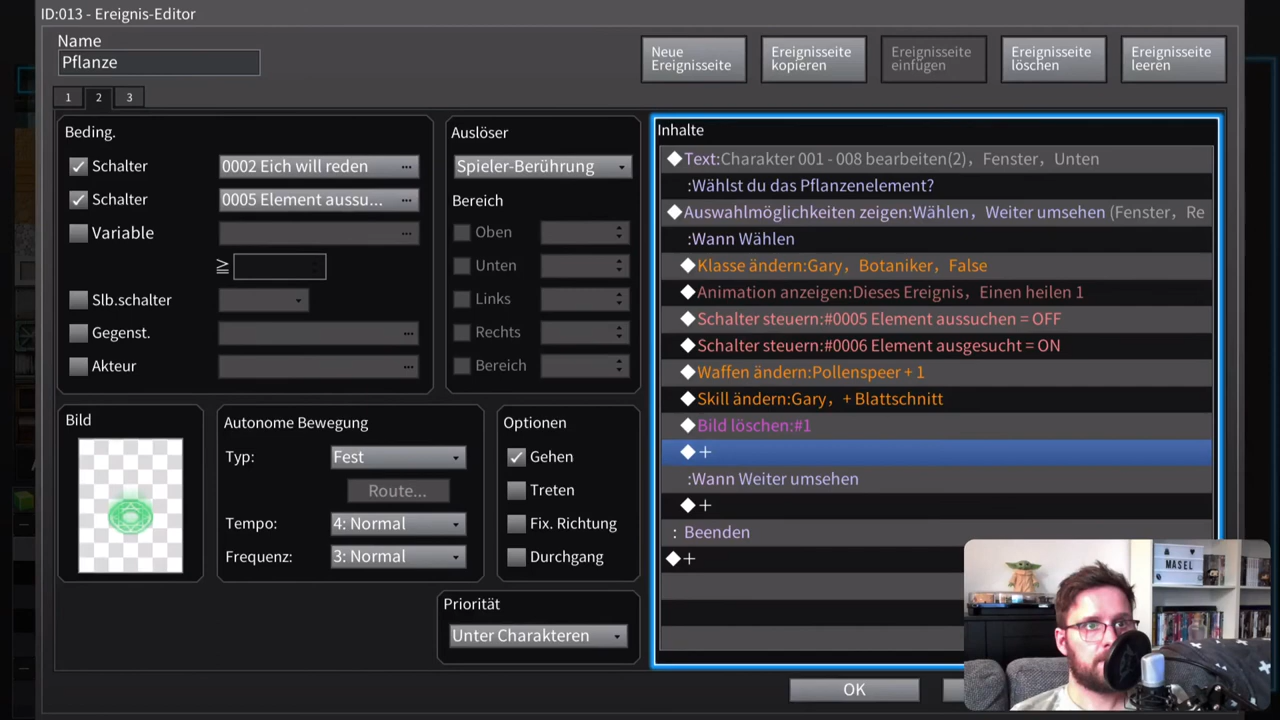 ID:013 - Ereignis-Editor
Name
Pflanze
Neue Ereignisseite
Ereignisseite kopieren
Ereignisseite einfügen
Ereignisseite löschen
Ereignisseite leeren
1 2 3
Beding.
Schalter 0002 Eich will reden ...
Schalter 0005 Element aussu... ...
Variable ...
≧
Slb.schalter
Gegenst. ...
Akteur ...
Auslöser
Spieler-Berührung
Bereich
Oben
Unten
Links
Rechts
Bereich
Bild
Autonome Bewegung
Typ: Fest
Route...
Tempo: 4: Normal
Frequenz: 3: Normal
Optionen
Gehen
Treten
Fix. Richtung
Durchgang
Priorität
Unter Charakteren
Inhalte
◆Text:Charakter 001 - 008 bearbeiten(2), Fenster, Unten
:Wählst du das Pflanzenelement?
◆Auswahlmöglichkeiten zeigen:Wählen, Weiter umsehen (Fenster, Re
:Wann Wählen
◆Klasse ändern:Gary, Botaniker, False
◆Animation anzeigen:Dieses Ereignis, Einen heilen 1
◆Schalter steuern:#0005 Element aussuchen = OFF
◆Schalter steuern:#0006 Element ausgesucht = ON
◆Waffen ändern:Pollenspeer + 1
◆Skill ändern:Gary, + Blattschnitt
◆Bild löschen:#1
◆+
:Wann Weiter umsehen
◆+
: Beenden
◆+
OK
MASEL